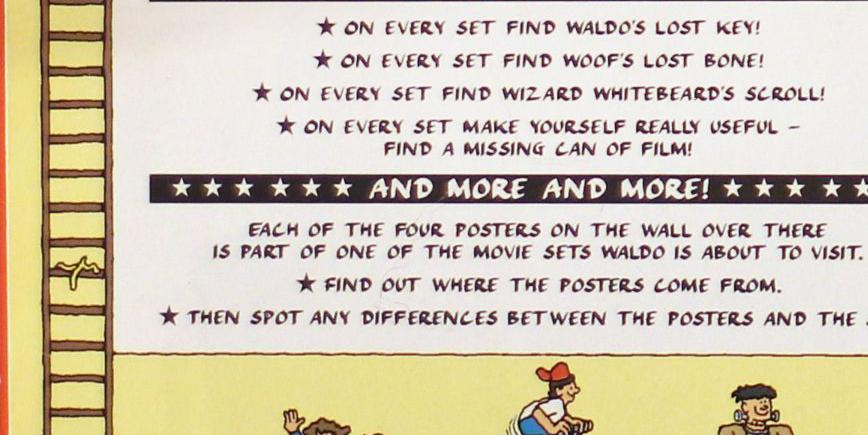 ★ ON EVERY SET FIND WALDO'S LOST KEY!
★ ON EVERY SET FIND WOOF'S LOST BONE!
★ ON EVERY SET FIND WIZARD WHITEBEARD'S SCROLL!
★ ON EVERY SET MAKE YOURSELF REALLY USEFUL –
FIND A MISSING CAN OF FILM!
★ ★ ★ ★ ★ ★ AND MORE AND MORE! ★ ★ ★ ★ ★
EACH OF THE FOUR POSTERS ON THE WALL OVER THERE
IS PART OF ONE OF THE MOVIE SETS WALDO IS ABOUT TO VISIT.
★ FIND OUT WHERE THE POSTERS COME FROM.
★ THEN SPOT ANY DIFFERENCES BETWEEN THE POSTERS AND THE